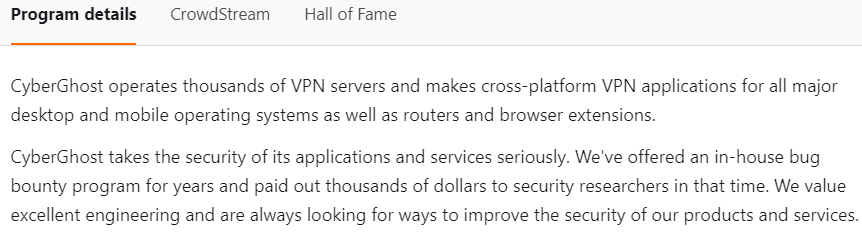 Program details CrowdStream Hall of Fame
CyberGhost operates thousands of VPN servers and makes cross-platform VPN applications for all major
desktop and mobile operating systems as well as routers and browser extensions.
CyberGhost takes the security of its applications and services seriously. We've offered an in-house bug
bounty program for years and paid out thousands of dollars to security researchers in that time. We value
excellent engineering and are always looking for ways to improve the security of our products and services.